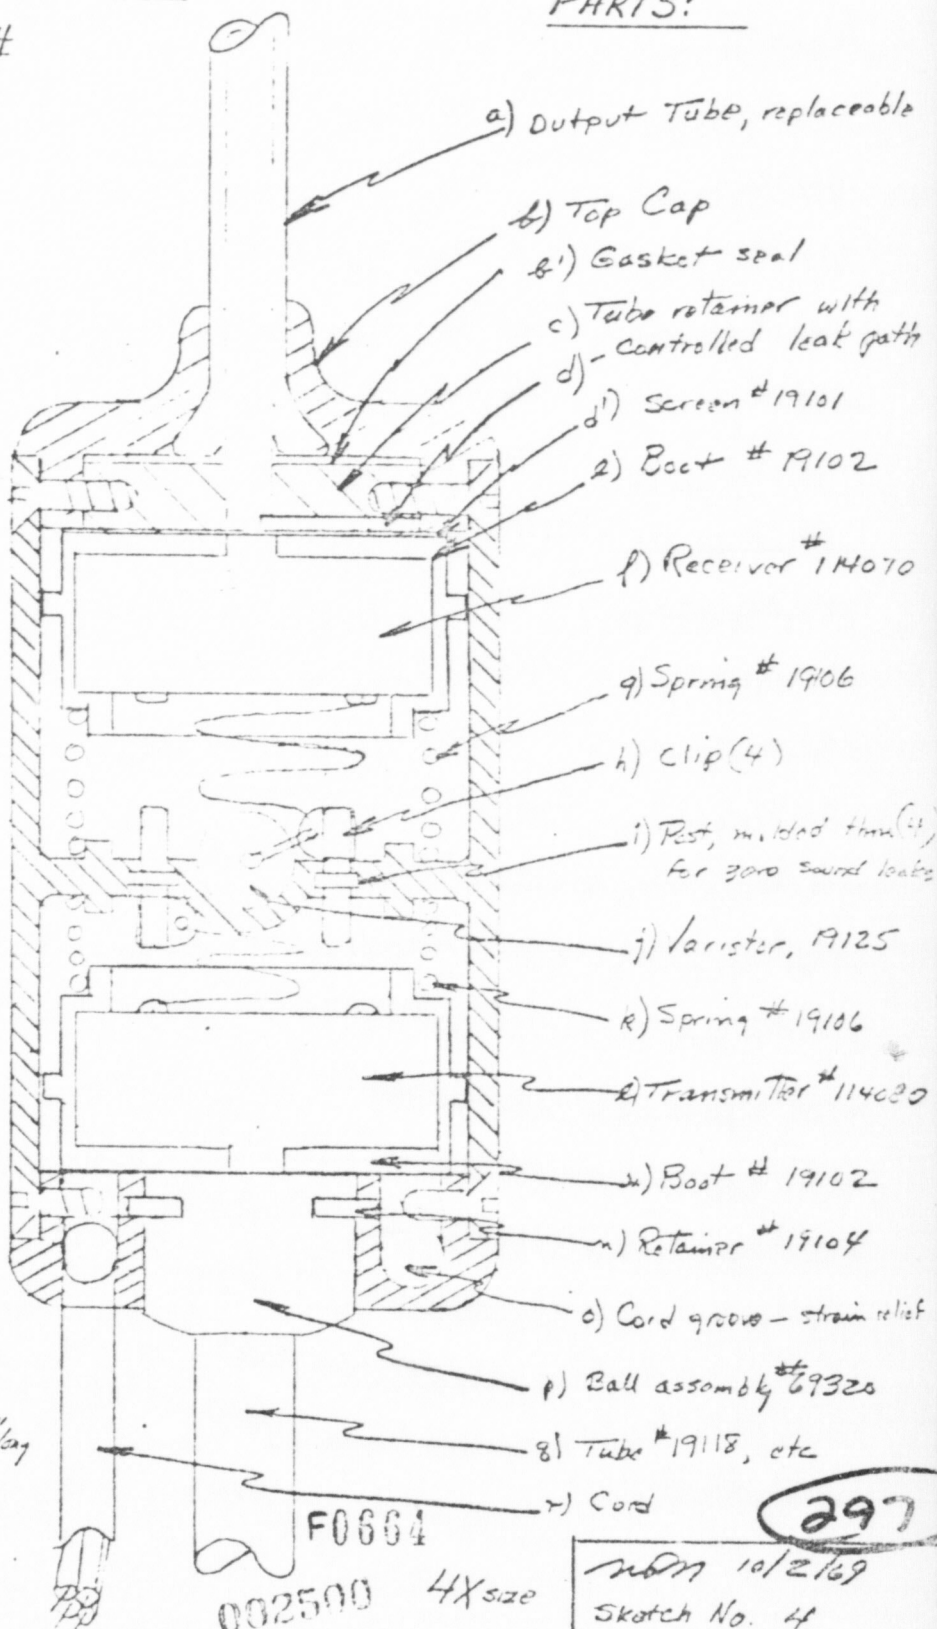 PARTS:
#
a) Output Tube, replaceable
b) Top Cap
b') Gasket seal
c) Tube retainer with
d) controlled leak path
d') Screen # 19101
e) Boot # 19102
f) Receiver # 114070
g) Spring # 19106
h) Clip (4)
i) Post, molded thru (4)
for zero sound leaks
j) Varistor, 19125
k) Spring # 19106
l) Transmitter # 114080
m) Boot # 19102
n) Retainer # 19104
o) Cord groove - strain relief
p) Ball assembly # 69320
q) Tube # 19118, etc
long
r) Cord
297
F0664
002500
4X size
10/2/69
Sketch No. 4